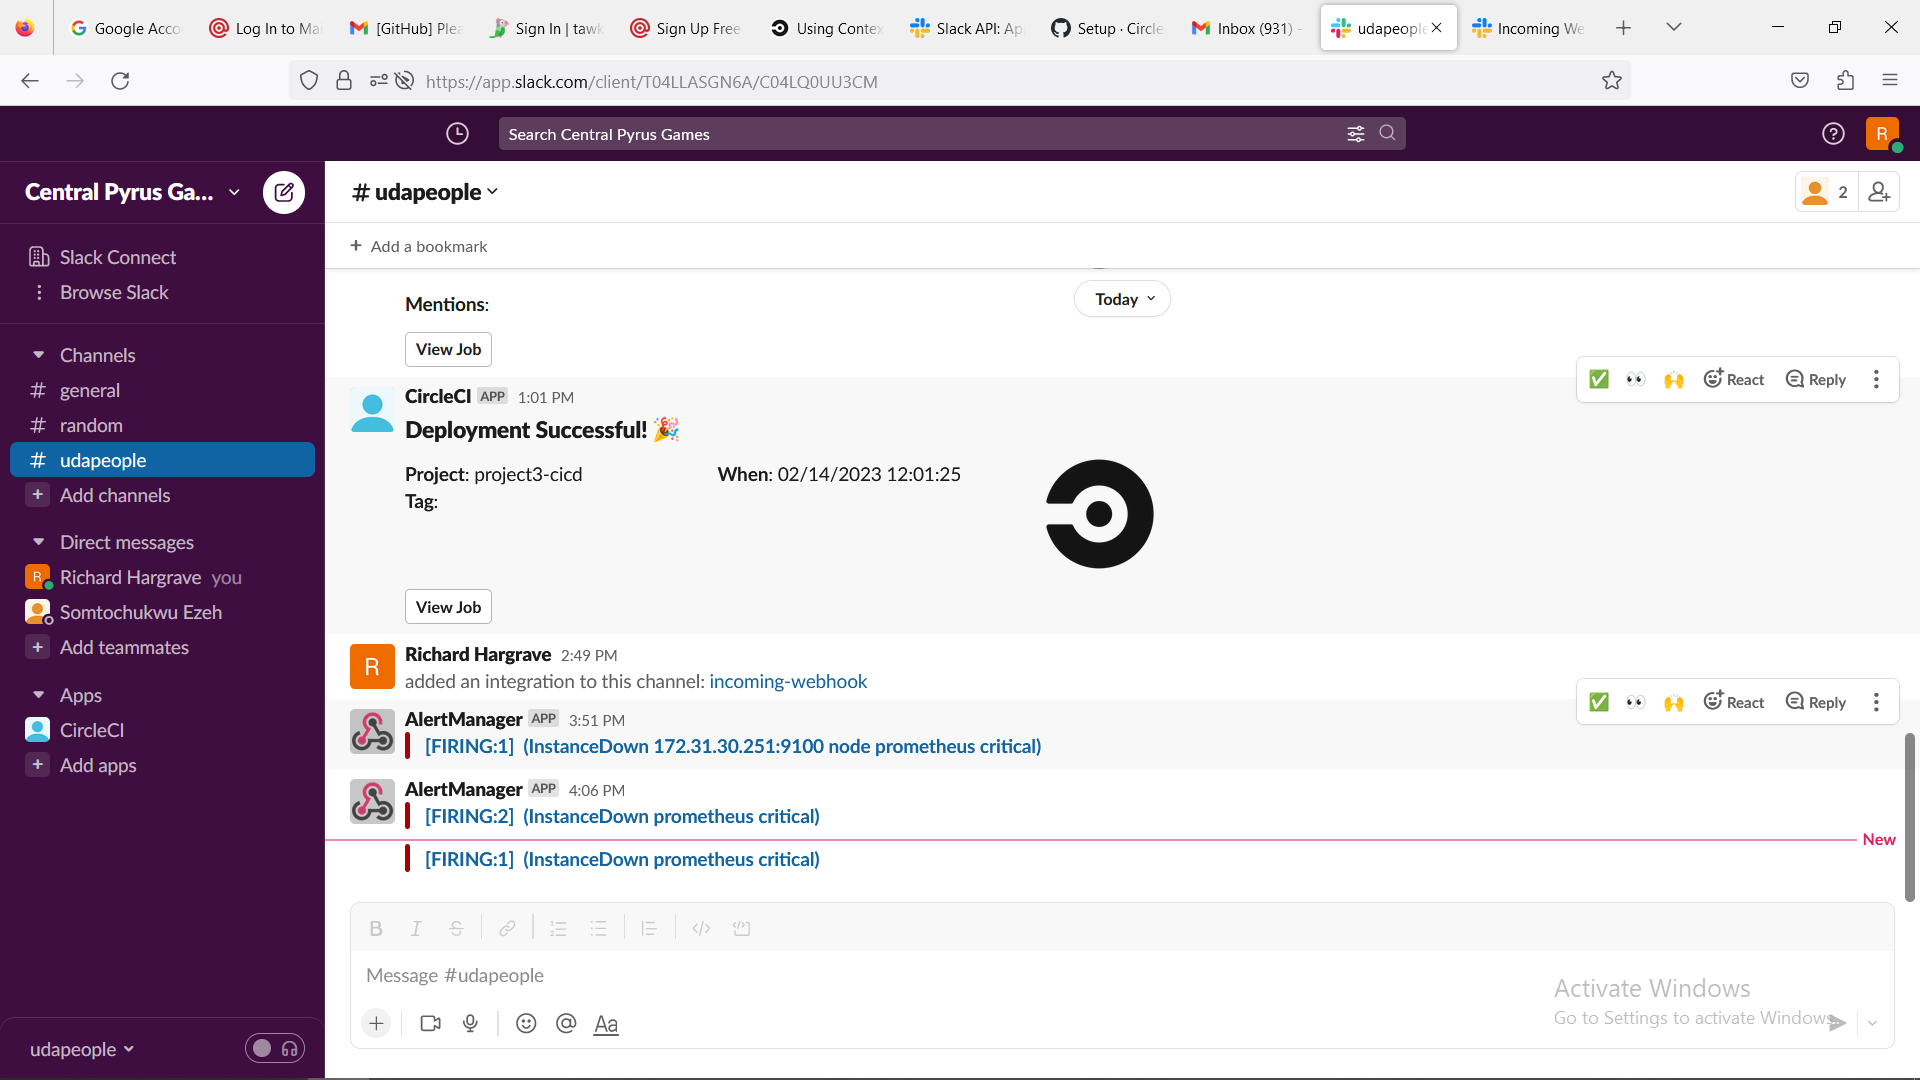 Google Acco
Log In to Ma
[GitHub] Plea
Sign In | tawk
Sign Up Free
Using Contex
Slack API: Ap
Setup · Circle
Inbox (931) -
udapeople
Incoming We
https://app.slack.com/client/T04LLASGN6A/C04LQ0UU3CM
Search Central Pyrus Games
R
Central Pyrus Ga...
# udapeople
2
Add a bookmark
Slack Connect
Browse Slack
Channels
# general
# random
# udapeople
+ Add channels
Direct messages
R Richard Hargrave you
Somtochukwu Ezeh
+ Add teammates
Apps
CircleCI
+ Add apps
udapeople
Today
Mentions:
View Job
React Reply
CircleCI APP 1:01 PM
Deployment Successful! 🎉
Project: project3-cicd When: 02/14/2023 12:01:25
Tag:
View Job
R Richard Hargrave 2:49 PM
added an integration to this channel: incoming-webhook
React Reply
AlertManager APP 3:51 PM
[FIRING:1] (InstanceDown 172.31.30.251:9100 node prometheus critical)
AlertManager APP 4:06 PM
[FIRING:2] (InstanceDown prometheus critical)
New
[FIRING:1] (InstanceDown prometheus critical)
B I S
Message #udapeople
Aa
Activate Windows
Go to Settings to activate Windows